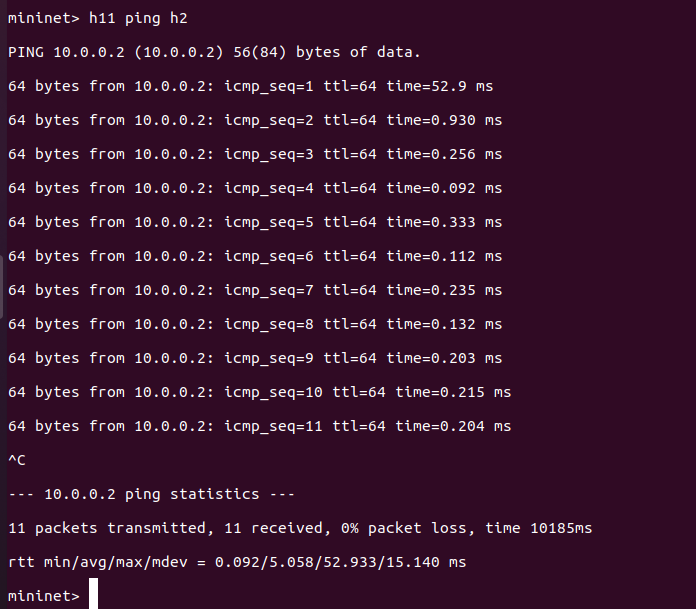 mininet> h11 ping h2
PING 10.0.0.2 (10.0.0.2) 56(84) bytes of data.
64 bytes from 10.0.0.2: icmp_seq=1 ttl=64 time=52.9 ms
64 bytes from 10.0.0.2: icmp_seq=2 ttl=64 time=0.930 ms
64 bytes from 10.0.0.2: icmp_seq=3 ttl=64 time=0.256 ms
64 bytes from 10.0.0.2: icmp_seq=4 ttl=64 time=0.092 ms
64 bytes from 10.0.0.2: icmp_seq=5 ttl=64 time=0.333 ms
64 bytes from 10.0.0.2: icmp_seq=6 ttl=64 time=0.112 ms
64 bytes from 10.0.0.2: icmp_seq=7 ttl=64 time=0.235 ms
64 bytes from 10.0.0.2: icmp_seq=8 ttl=64 time=0.132 ms
64 bytes from 10.0.0.2: icmp_seq=9 ttl=64 time=0.203 ms
64 bytes from 10.0.0.2: icmp_seq=10 ttl=64 time=0.215 ms
64 bytes from 10.0.0.2: icmp_seq=11 ttl=64 time=0.204 ms
^C
--- 10.0.0.2 ping statistics ---
11 packets transmitted, 11 received, 0% packet loss, time 10185ms
rtt min/avg/max/mdev = 0.092/5.058/52.933/15.140 ms
mininet>